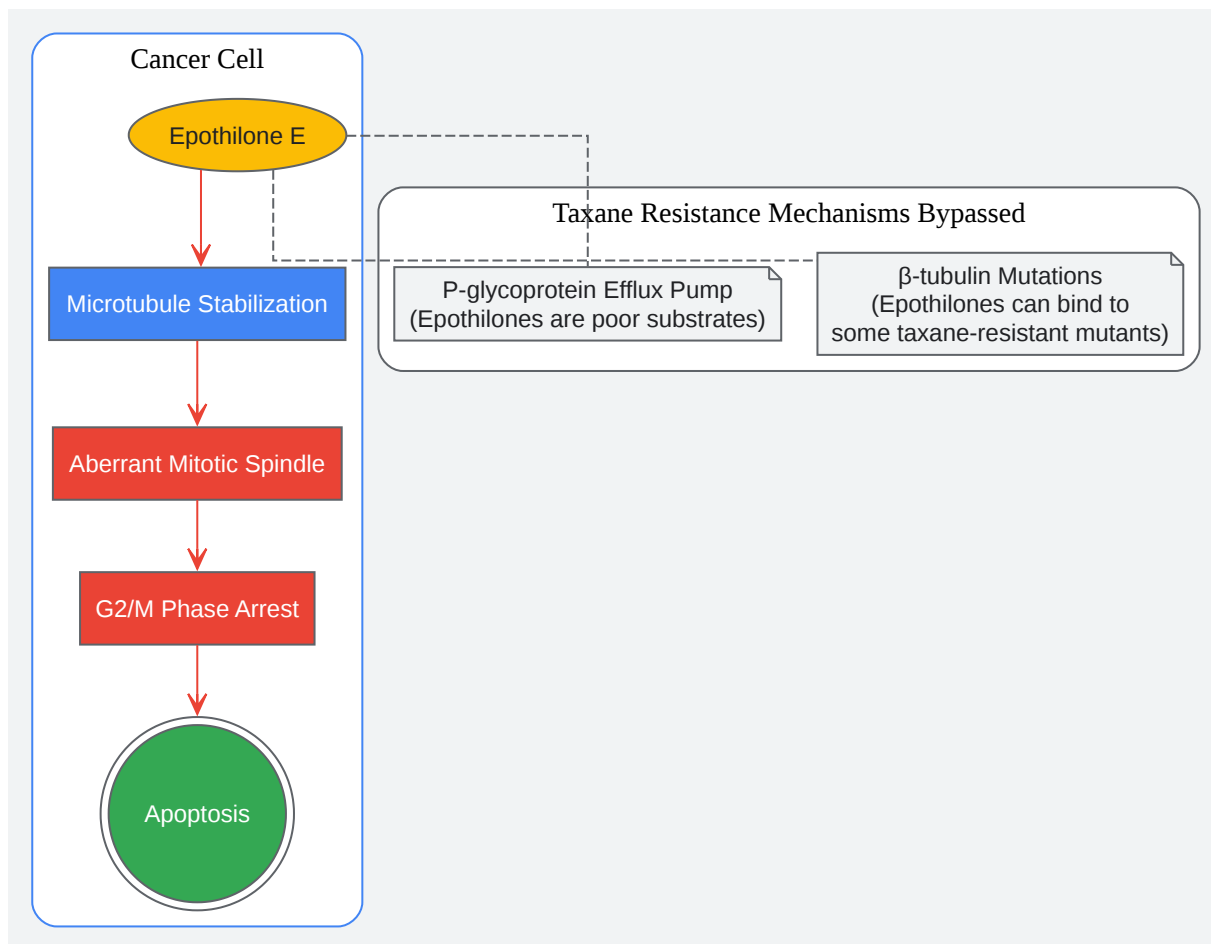 Cancer Cell
Epothilone E
Taxane Resistance Mechanisms Bypassed
Microtubule Stabilization
P-glycoprotein Efflux Pump
(Epothilones are poor substrates)
β-tubulin Mutations
(Epothilones can bind to
some taxane-resistant mutants)
Aberrant Mitotic Spindle
G2/M Phase Arrest
Apoptosis